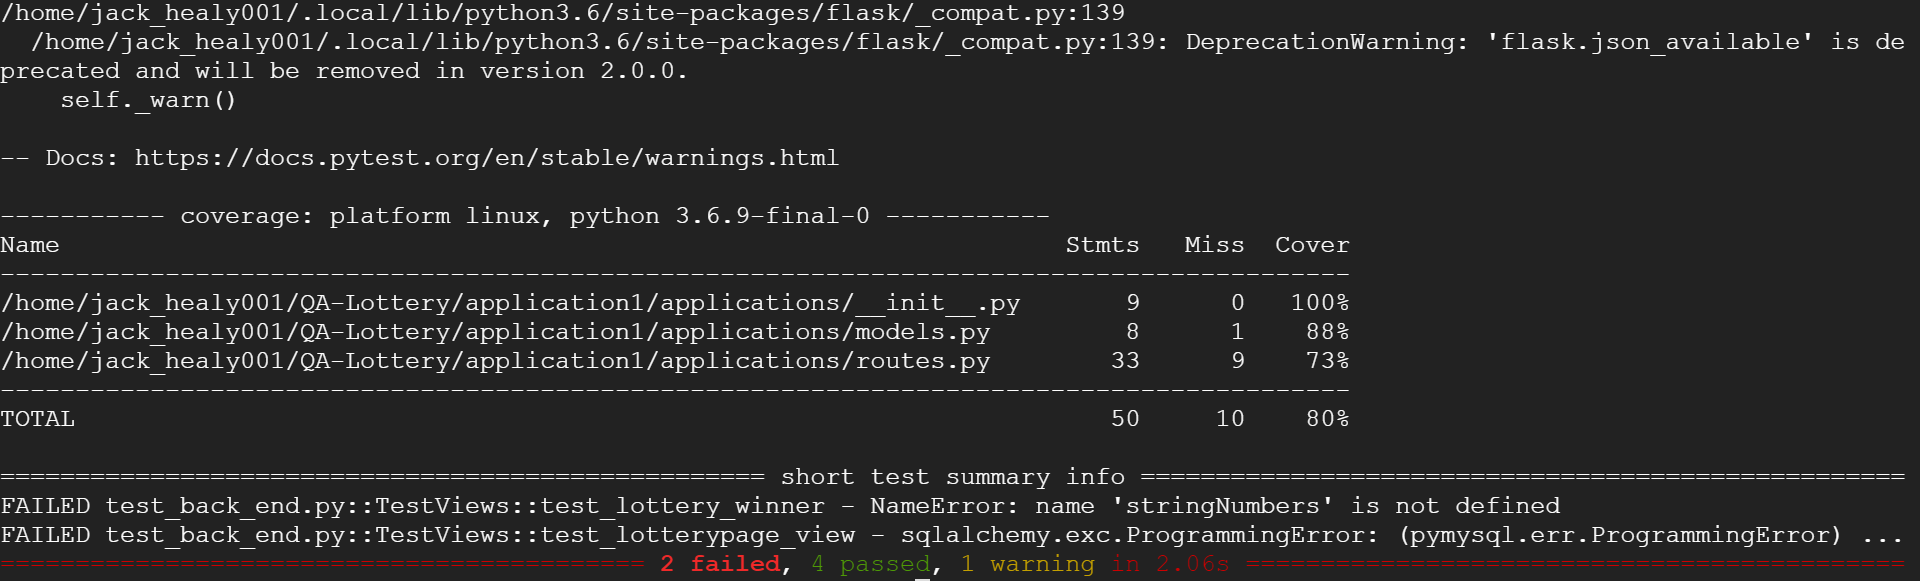 /home/jack_healy001/.local/lib/python3.6/site-packages/flask/_compat.py:139
  /home/jack_healy001/.local/lib/python3.6/site-packages/flask/_compat.py:139: DeprecationWarning: 'flask.json_available' is de
precated and will be removed in version 2.0.0.
    self._warn()

-- Docs: https://docs.pytest.org/en/stable/warnings.html

----------- coverage: platform linux, python 3.6.9-final-0 -----------
Name                                                                   Stmts   Miss  Cover
------------------------------------------------------------------------------------------
/home/jack_healy001/QA-Lottery/application1/applications/__init__.py       9      0   100%
/home/jack_healy001/QA-Lottery/application1/applications/models.py         8      1    88%
/home/jack_healy001/QA-Lottery/application1/applications/routes.py        33      9    73%
------------------------------------------------------------------------------------------
TOTAL                                                                     50     10    80%

=================================================== short test summary info ===================================================
FAILED test_back_end.py::TestViews::test_lottery_winner - NameError: name 'stringNumbers' is not defined
FAILED test_back_end.py::TestViews::test_lotterypage_view - sqlalchemy.exc.ProgrammingError: (pymysql.err.ProgrammingError) ...
=========================================== 2 failed, 4 passed, 1 warning in 2.06s ============================================